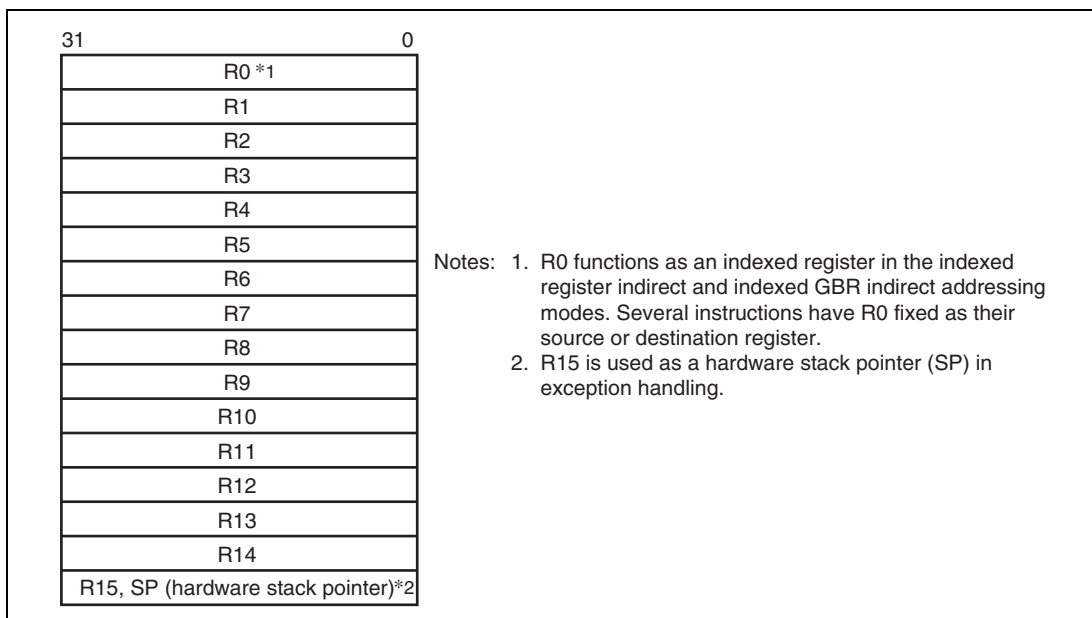 31 0
R0 *1
R1
R2
R3
R4
R5
R6
R7
R8
R9
R10
R11
R12
R13
R14
R15, SP (hardware stack pointer)*2
Notes: 1. R0 functions as an indexed register in the indexed
register indirect and indexed GBR indirect addressing
modes. Several instructions have R0 fixed as their
source or destination register.
2. R15 is used as a hardware stack pointer (SP) in
exception handling.